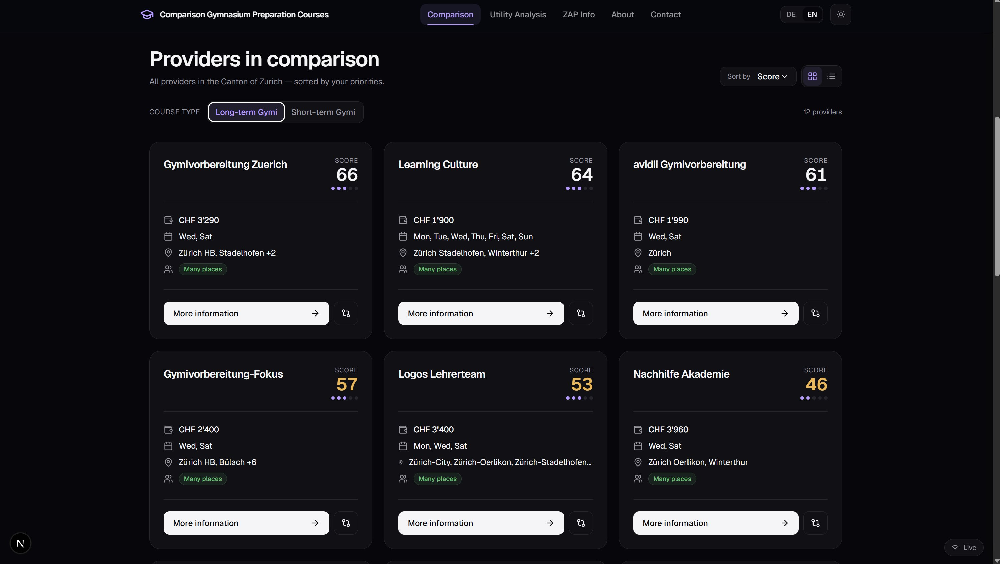 Comparison Gymnasium Preparation Courses
Comparison
Utility Analysis
ZAP Info
About
Contact
DE
EN
Providers in comparison
All providers in the Canton of Zurich — sorted by your priorities.
Sort by Score
COURSE TYPE
Long-term Gymi
Short-term Gymi
12 providers
Gymivorbereitung Zuerich
SCORE
66
CHF 3'290
Wed, Sat
Zürich HB, Stadelhofen +2
Many places
More information
Learning Culture
SCORE
64
CHF 1'900
Mon, Tue, Wed, Thu, Fri, Sat, Sun
Zürich Stadelhofen, Winterthur +2
Many places
More information
avidii Gymivorbereitung
SCORE
61
CHF 1'990
Wed, Sat
Zürich
Many places
More information
Gymivorbereitung-Fokus
SCORE
57
CHF 2'400
Wed, Sat
Zürich HB, Bülach +6
Many places
More information
Logos Lehrerteam
SCORE
53
CHF 3'400
Mon, Wed, Sat
Zürich-City, Zürich-Oerlikon, Zürich-Stadelhofen...
Many places
More information
Nachhilfe Akademie
SCORE
46
CHF 3'960
Wed, Sat
Zürich Oerlikon, Winterthur
Many places
More information
N
Live